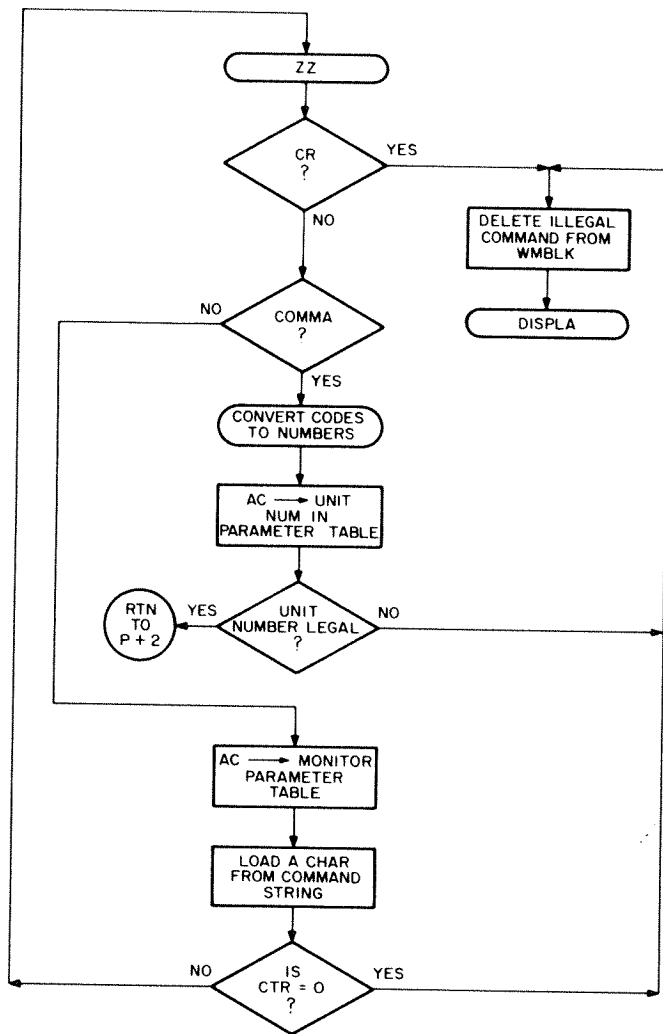 ZZ
CR
?
YES
NO
DELETE ILLEGAL
COMMAND FROM
WMBLK
DISPLA
COMMA
?
NO
YES
CONVERT CODES
TO NUMBERS
AC → UNIT
NUM IN
PARAMETER TABLE
UNIT
NUMBER LEGAL
?
YES
NO
RTN
TO
P + 2
AC → MONITOR
PARAMETER
TABLE
LOAD A CHAR
FROM COMMAND
STRING
IS
CTR = 0
?
NO
YES